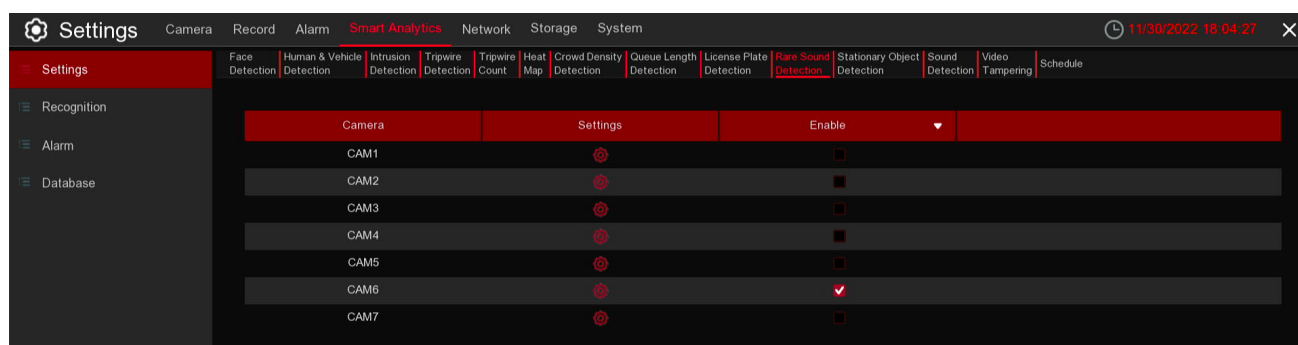 Settings Camera Record Alarm Smart Analytics Network Storage System 11/30/2022 18:04:27
Settings
Recognition
Alarm
Database
Face Detection
Human & Vehicle Detection
Intrusion Detection
Tripwire Detection
Tripwire Count
Heat Map
Crowd Density Detection
Queue Length Detection
License Plate Detection
Rare Sound Detection
Stationary Object Detection
Sound Detection
Video Tampering
Schedule
Camera Settings Enable
CAM1
CAM2
CAM3
CAM4
CAM5
CAM6
CAM7